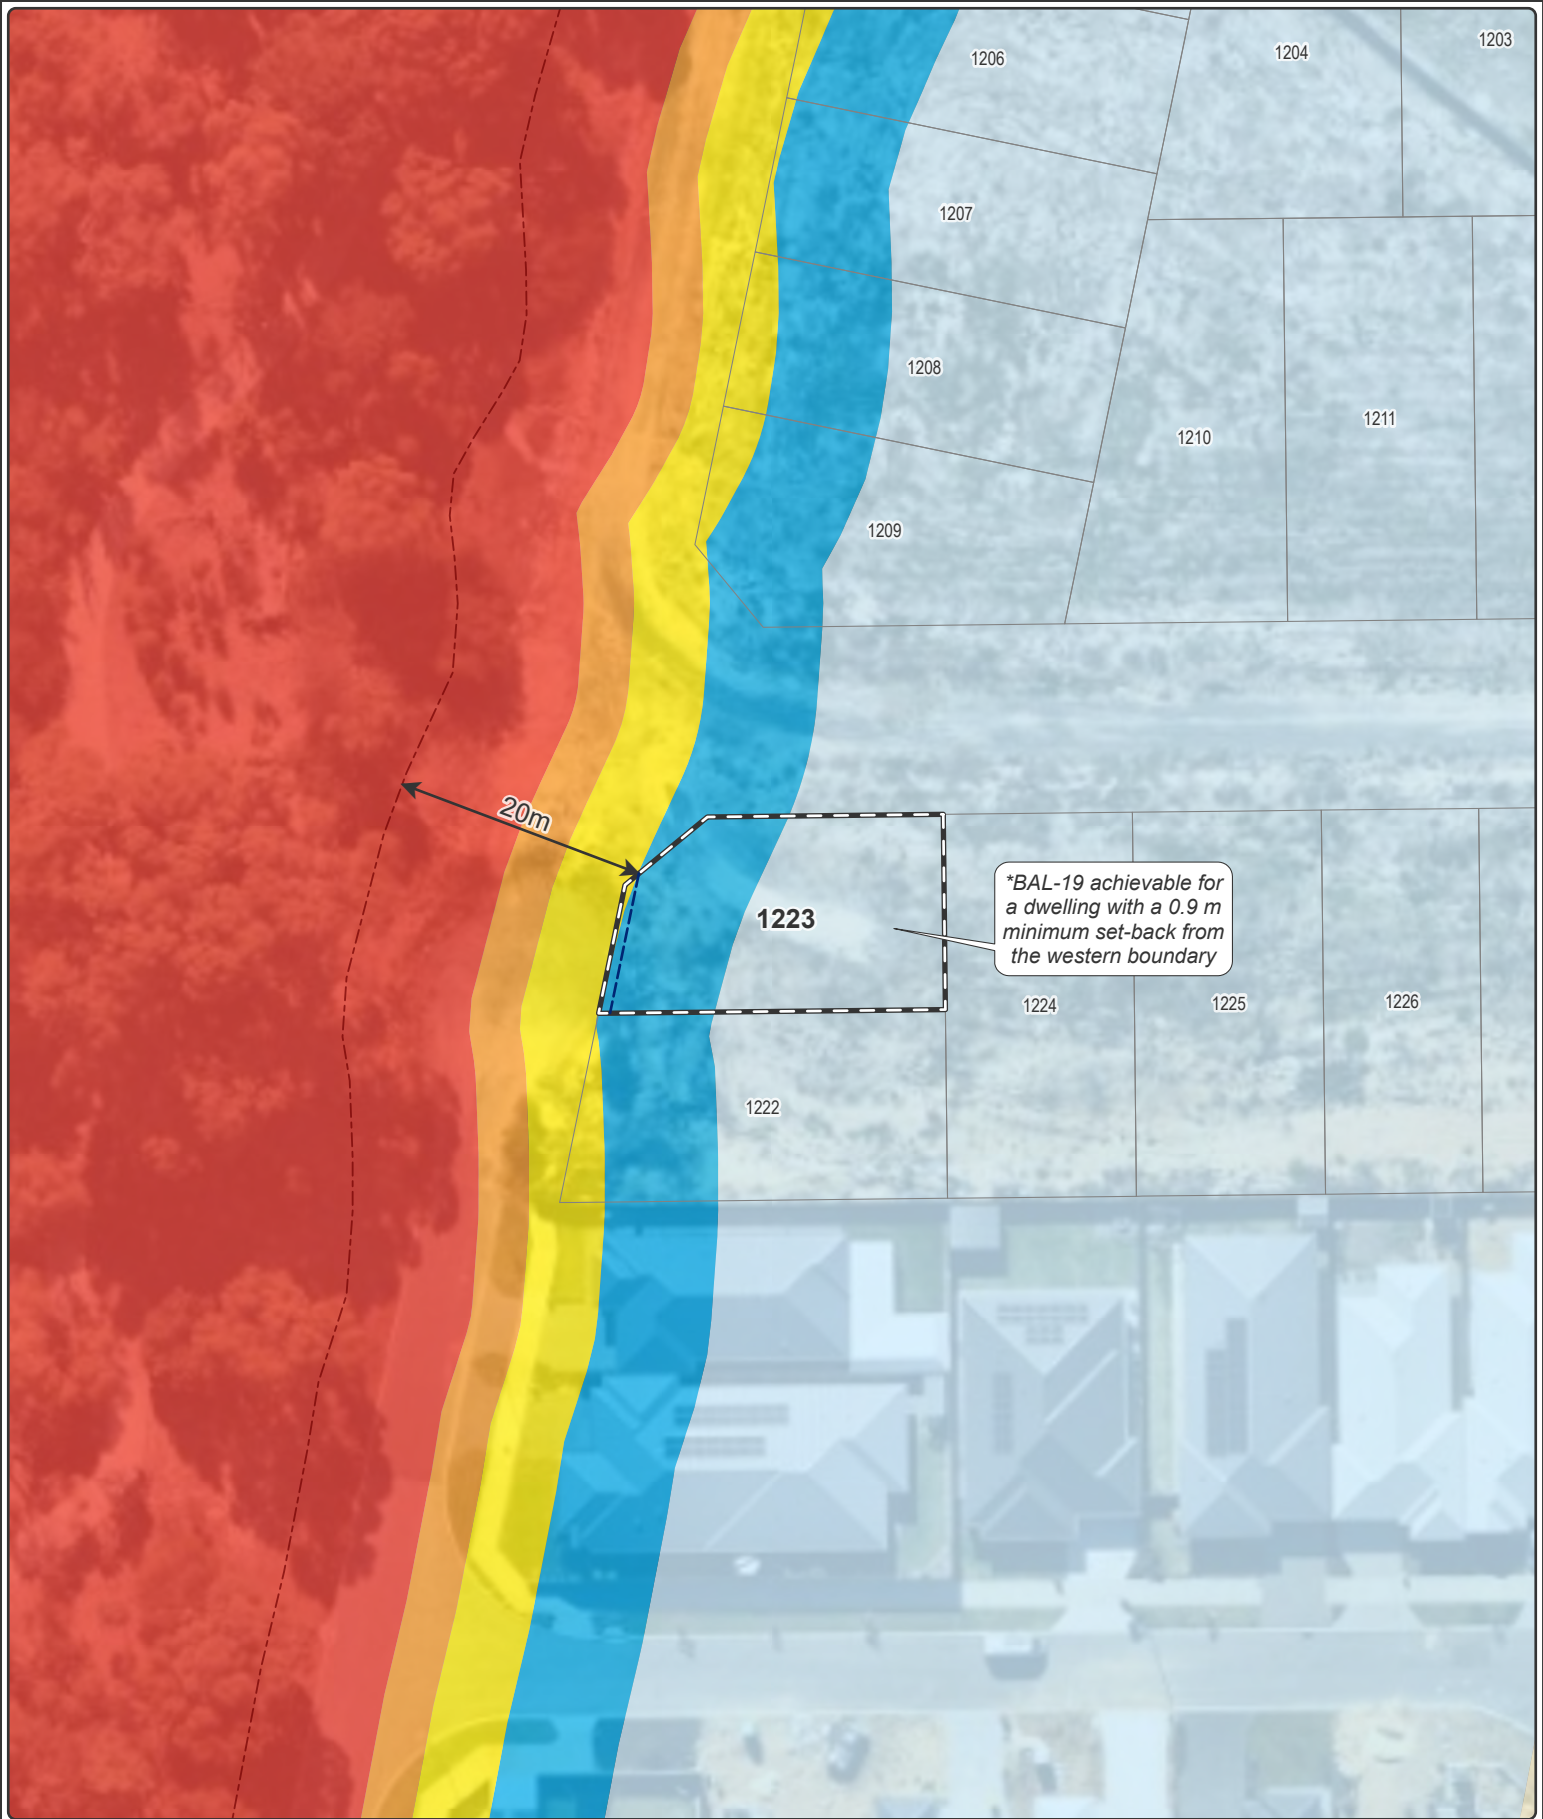 1203
1204
1206
1207
1208
1211
1210
1209
20m
*BAL-19 achievable for
a dwelling with a 0.9 m
minimum set-back from
the western boundary
1223
1224
1225
1226
1222